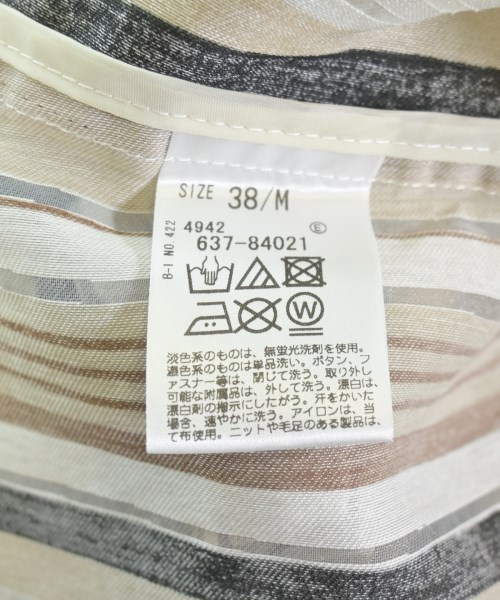 SIZE 38/M
4942 Ⓔ
637-84021
B-I NO.422
W
淡色系のものは、無蛍光洗剤を使用。
濃色系のものは単品洗い。ボタン、フ
ァスナー等は、閉じて洗う。取り外し
可能な附属品は、外して洗う。漂白は、
漂白剤の指示にしたがう。汗をかいた
場合、速やかに洗う。アイロンは、当
て布使用。ニットや毛足のある製品は、